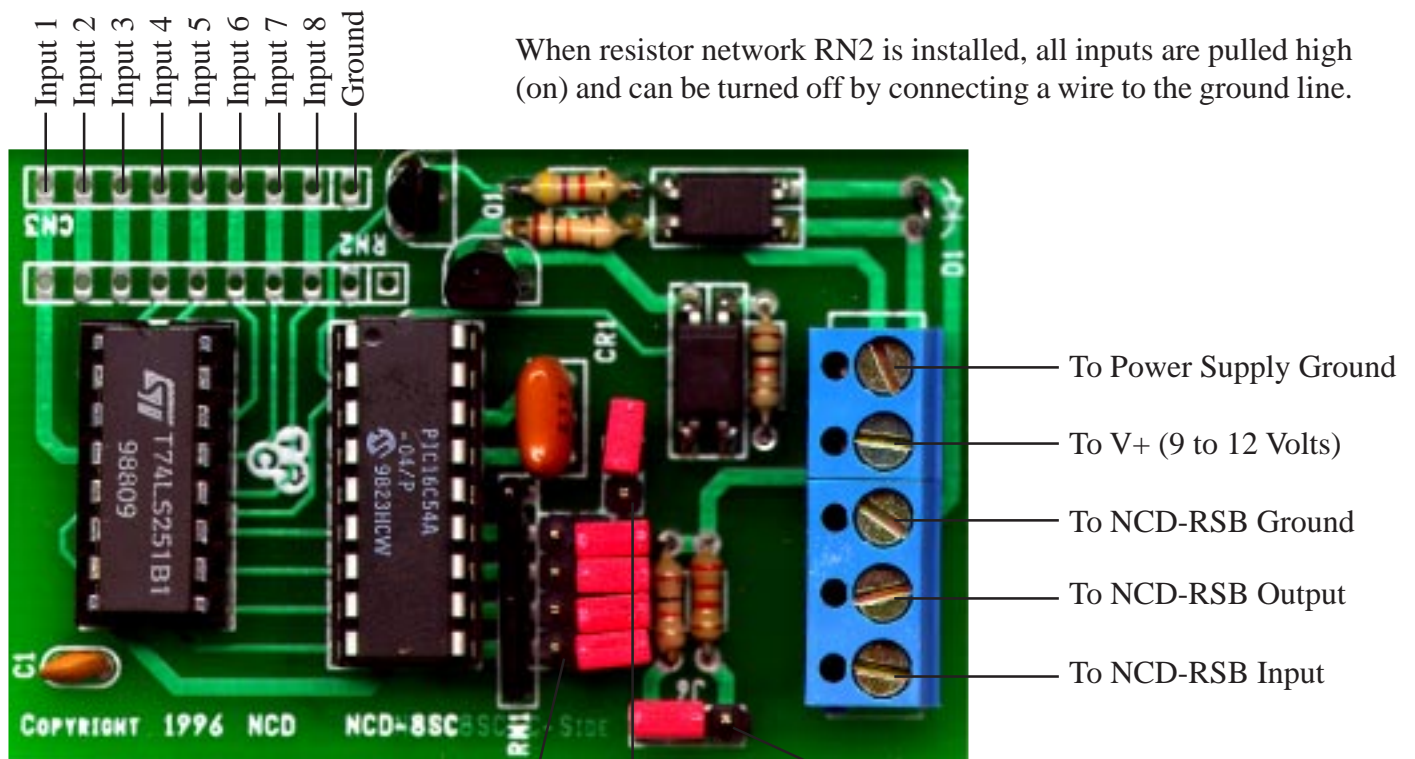 Input 1
Input 2
Input 3
Input 4
Input 5
Input 6
Input 7
Input 8
Ground
When resistor network RN2 is installed, all inputs are pulled high
(on) and can be turned off by connecting a wire to the ground line.
CN3
RN2
Q1
D1
CR1
To Power Supply Ground
To V+ (9 to 12 Volts)
To NCD-RSB Ground
To NCD-RSB Output
To NCD-RSB Input
ST T74LS251B1
98809
C
T
R
PIC16C54A
-04/P
9823HCW
C1
J6
RN1
COPYRIGHT 1996 NCD
NCD-8SC
SIDE